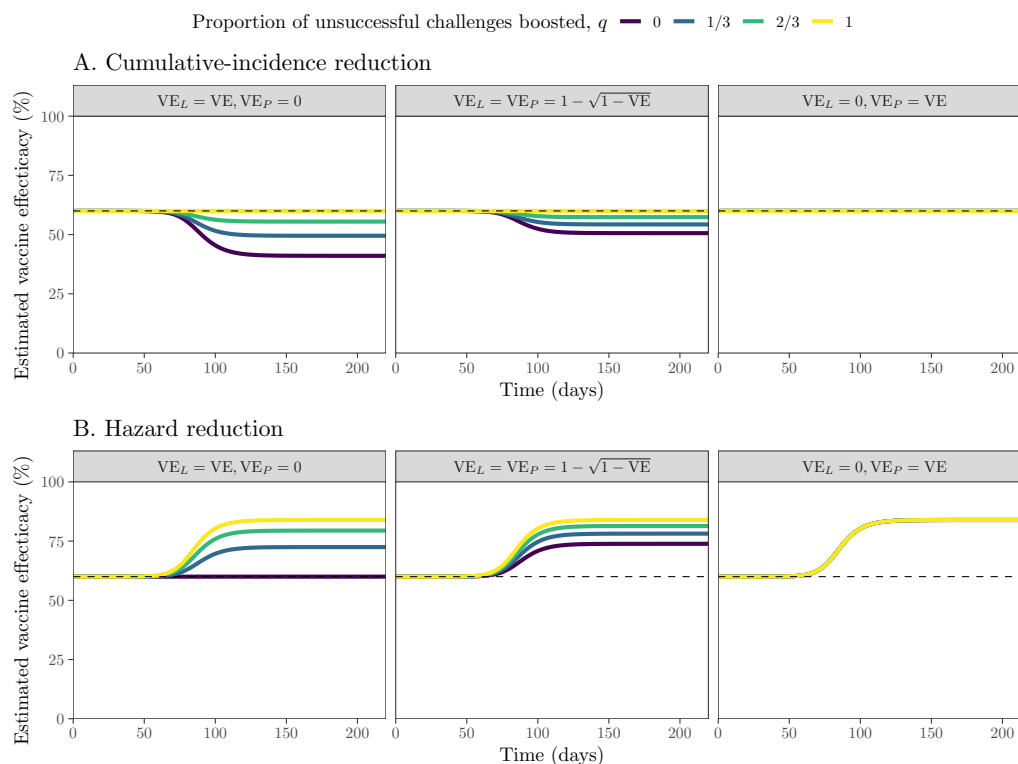 Proportion of unsuccessful challenges boosted, q 0 1/3 2/3 1
A. Cumulative-incidence reduction
VE_L = VE, VE_P = 0
VE_L = VE_P = 1 − √(1 − VE)
VE_L = 0, VE_P = VE
Estimated vaccine effecticacy (%)
100
75
50
25
0
0 50 100 150 200
0 50 100 150 200
0 50 100 150 200
Time (days)
B. Hazard reduction
VE_L = VE, VE_P = 0
VE_L = VE_P = 1 − √(1 − VE)
VE_L = 0, VE_P = VE
Estimated vaccine effecticacy (%)
100
75
50
25
0
0 50 100 150 200
0 50 100 150 200
0 50 100 150 200
Time (days)